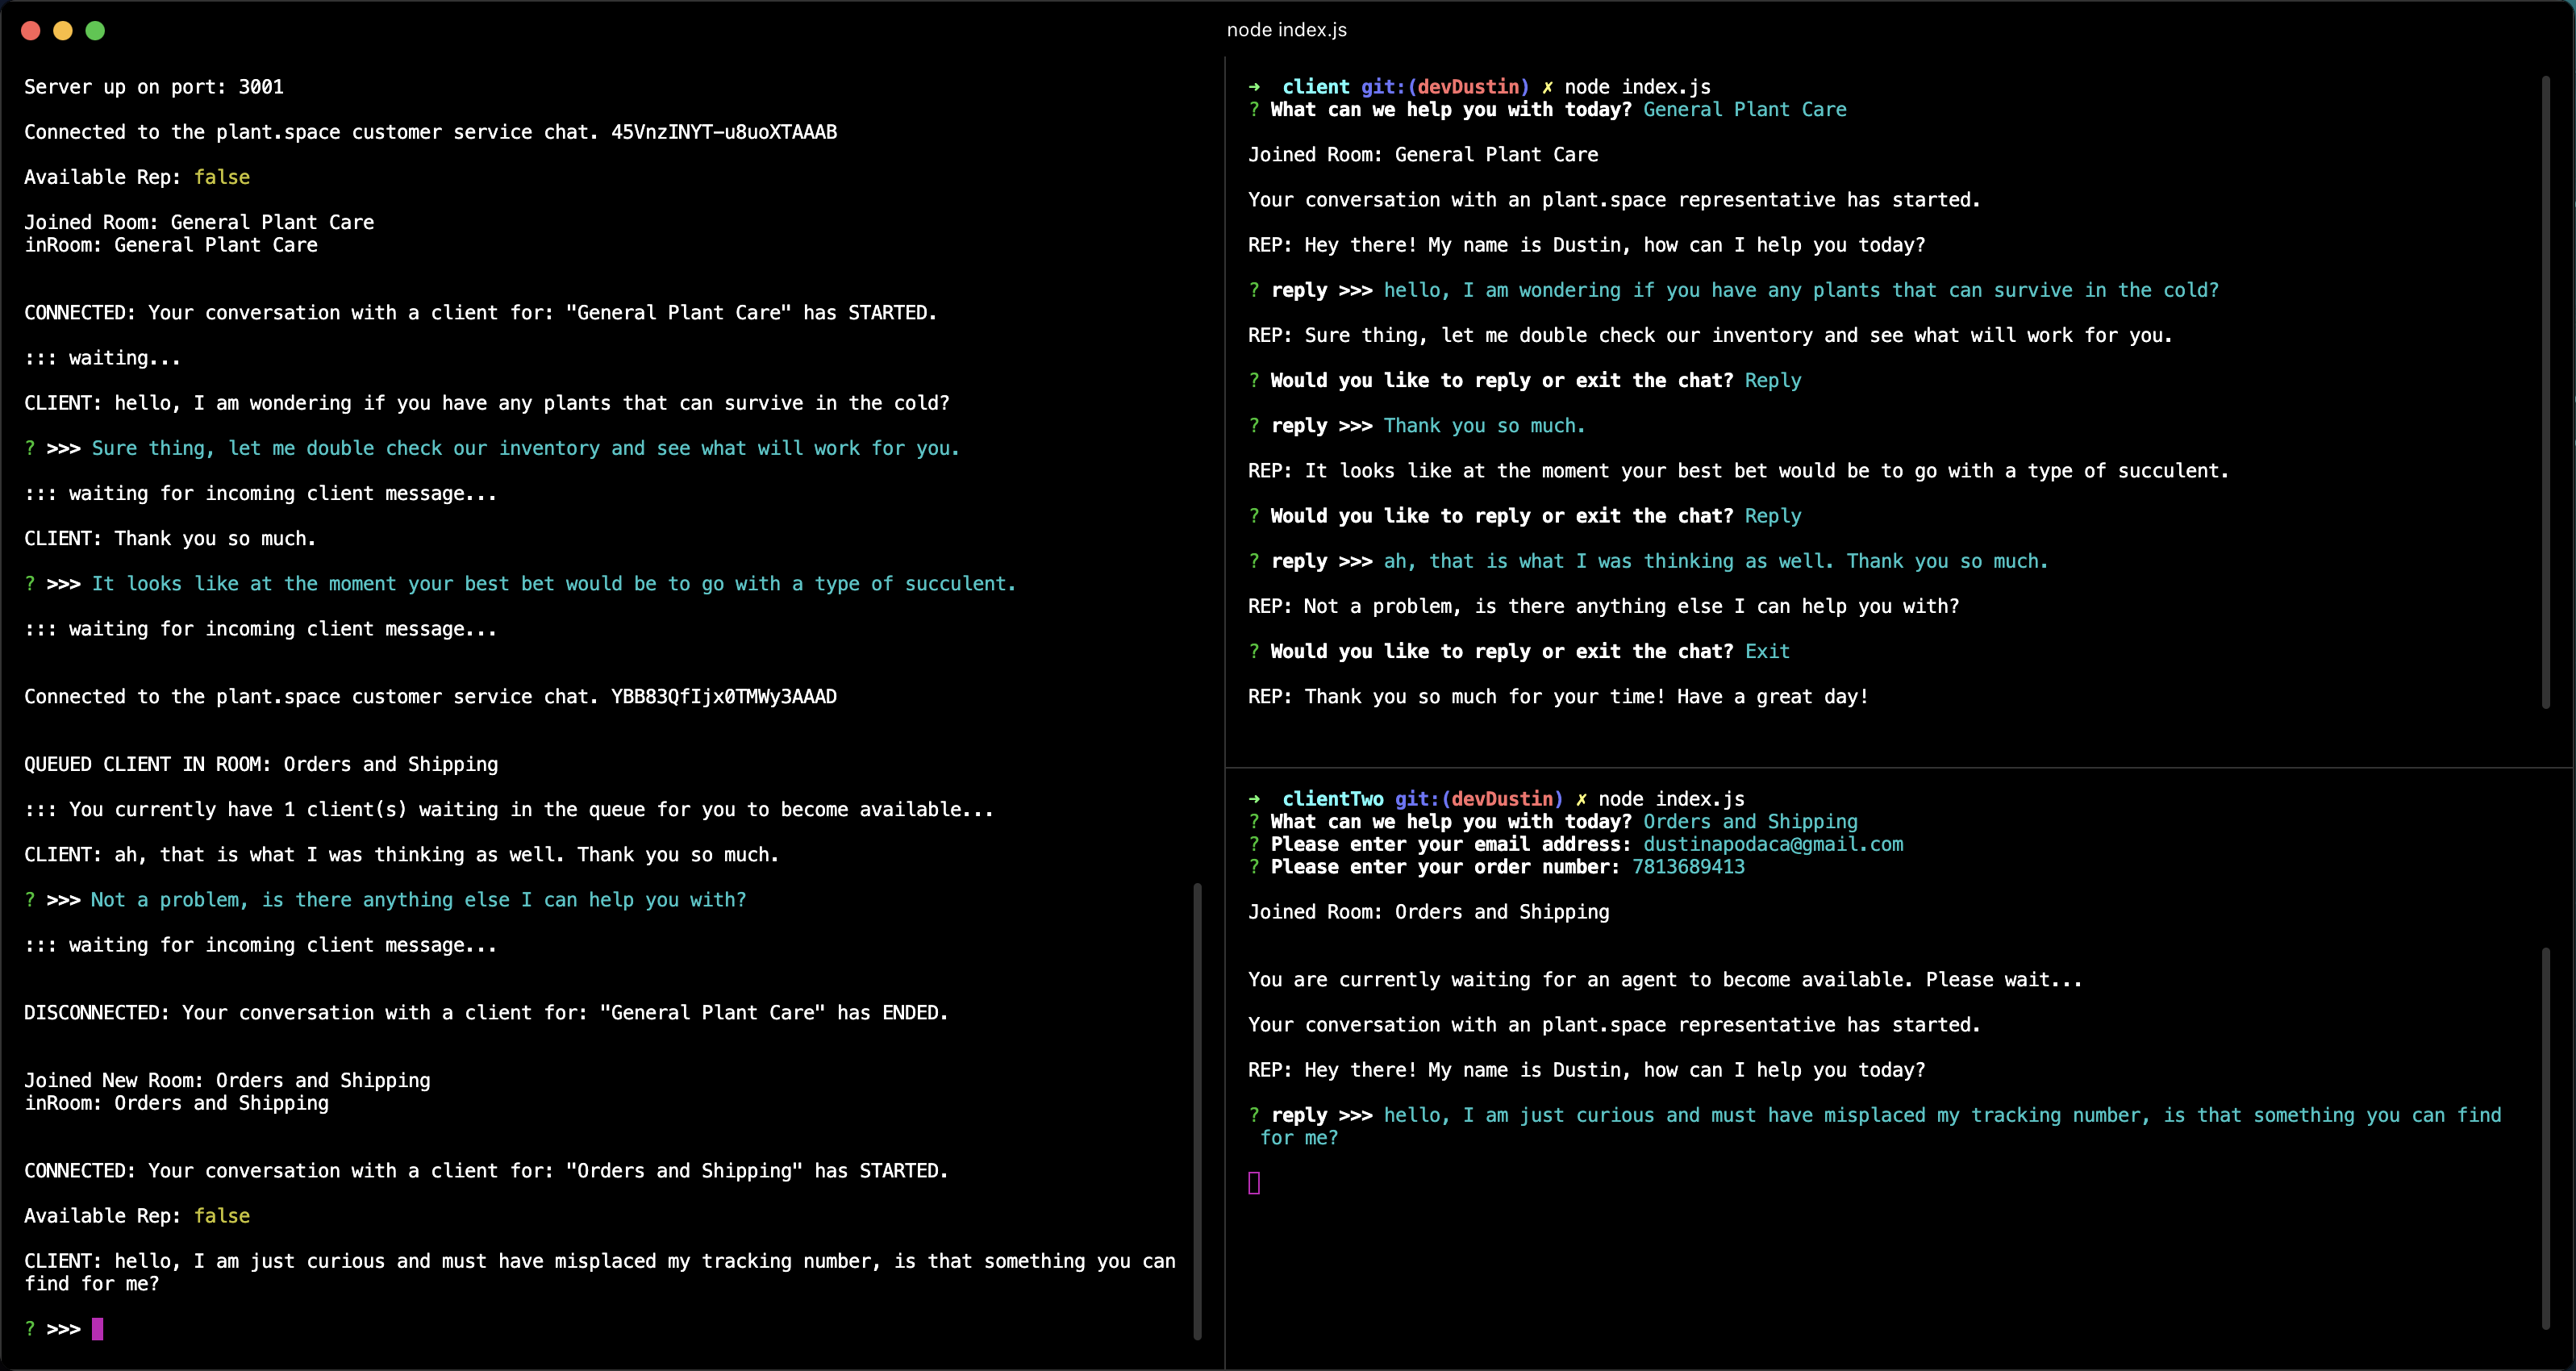 node index.js
Server up on port: 3001
Connected to the plant.space customer service chat. 45VnzINYT-u8uoXTAAAB
Available Rep: false
Joined Room: General Plant Care
inRoom: General Plant Care
CONNECTED: Your conversation with a client for: "General Plant Care" has STARTED.
::: waiting...
CLIENT: hello, I am wondering if you have any plants that can survive in the cold?
? >>> Sure thing, let me double check our inventory and see what will work for you.
::: waiting for incoming client message...
CLIENT: Thank you so much.
? >>> It looks like at the moment your best bet would be to go with a type of succulent.
::: waiting for incoming client message...
Connected to the plant.space customer service chat. YBB83QfIjx0TMWy3AAAD
QUEUED CLIENT IN ROOM: Orders and Shipping
::: You currently have 1 client(s) waiting in the queue for you to become available...
CLIENT: ah, that is what I was thinking as well. Thank you so much.
? >>> Not a problem, is there anything else I can help you with?
::: waiting for incoming client message...
DISCONNECTED: Your conversation with a client for: "General Plant Care" has ENDED.
Joined New Room: Orders and Shipping
inRoom: Orders and Shipping
CONNECTED: Your conversation with a client for: "Orders and Shipping" has STARTED.
Available Rep: false
CLIENT: hello, I am just curious and must have misplaced my tracking number, is that something you can
find for me?
? >>>
➜ client git:(devDustin) ✗ node index.js
? What can we help you with today? General Plant Care
Joined Room: General Plant Care
Your conversation with an plant.space representative has started.
REP: Hey there! My name is Dustin, how can I help you today?
? reply >>> hello, I am wondering if you have any plants that can survive in the cold?
REP: Sure thing, let me double check our inventory and see what will work for you.
? Would you like to reply or exit the chat? Reply
? reply >>> Thank you so much.
REP: It looks like at the moment your best bet would be to go with a type of succulent.
? Would you like to reply or exit the chat? Reply
? reply >>> ah, that is what I was thinking as well. Thank you so much.
REP: Not a problem, is there anything else I can help you with?
? Would you like to reply or exit the chat? Exit
REP: Thank you so much for your time! Have a great day!
➜ clientTwo git:(devDustin) ✗ node index.js
? What can we help you with today? Orders and Shipping
? Please enter your email address: dustinapodaca@gmail.com
? Please enter your order number: 7813689413
Joined Room: Orders and Shipping
You are currently waiting for an agent to become available. Please wait...
Your conversation with an plant.space representative has started.
REP: Hey there! My name is Dustin, how can I help you today?
? reply >>> hello, I am just curious and must have misplaced my tracking number, is that something you can find
for me?